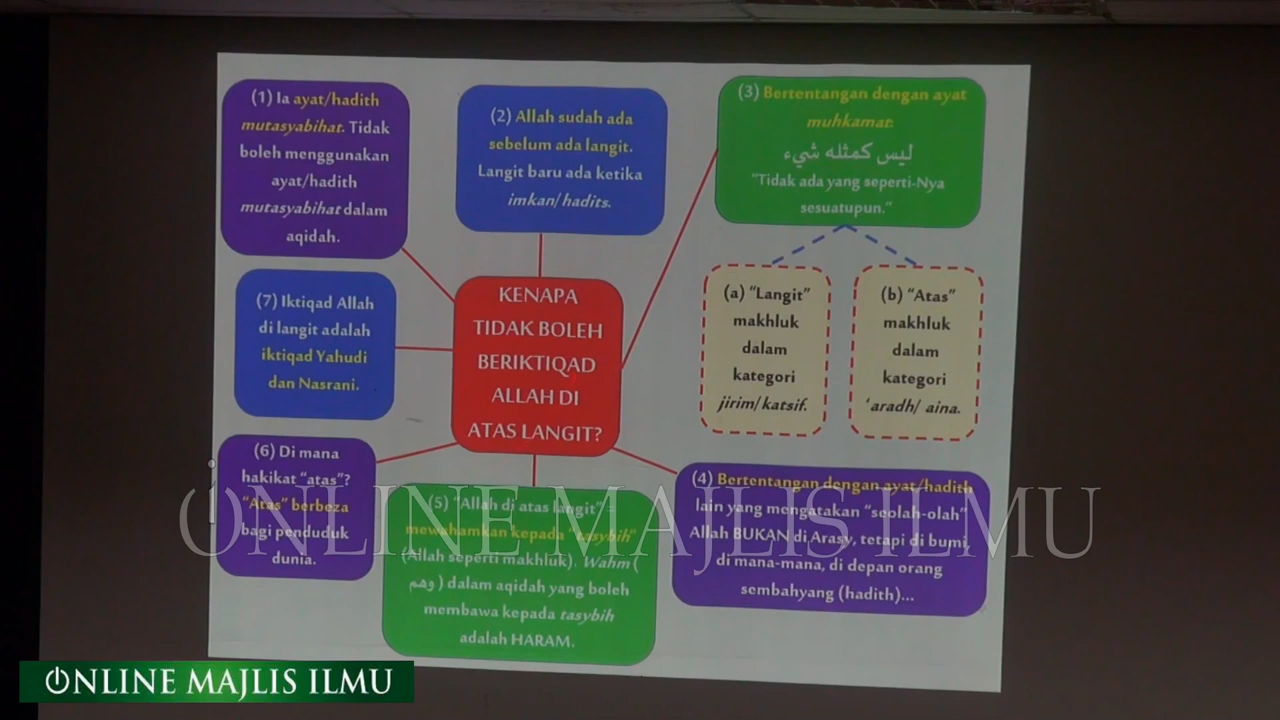 (1) Ia ayat/hadith
mutasyabihat. Tidak
boleh menggunakan
ayat/hadith
mutasyabihat dalam
aqidah.
(2) Allah sudah ada
sebelum ada langit.
Langit baru ada ketika
imkan/hadits.
(3) Bertentangan dengan ayat
muhkamat:
ليس كمثله شيء
"Tidak ada yang seperti-Nya
sesuatupun."
(a) "Langit"
makhluk
dalam
kategori
jirim/katsif.
(b) "Atas"
makhluk
dalam
kategori
'aradh/ aina.
KENAPA
TIDAK BOLEH
BERIKTIQAD
ALLAH DI
ATAS LANGIT?
(7) Iktiqad Allah
di langit adalah
iktiqad Yahudi
dan Nasrani.
(6) Di mana
hakikat "atas"?
"Atas" berbeza
bagi penduduk
dunia.
(5) "Allah di atas langit" =
mewahamkan kepada "tasybih"
(Allah seperti makhluk). Wahm (
وهم) dalam aqidah yang boleh
membawa kepada tasybih
adalah HARAM.
(4) Bertentangan dengan ayat/hadith
lain yang mengatakan "seolah-olah"
Allah BUKAN di Arasy, tetapi di bumi,
di mana-mana, di depan orang
sembahyang (hadith)...
ONLINE MAJLIS ILMU
ONLINE MAJLIS ILMU